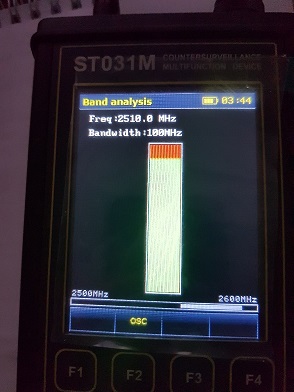 ST031M COUNTERSURVEILLANCE
MULTIFUNCTION DEVICE
Band analysis 03:44
Freq:2510.0 MHz
Bandwidth:100MHz
2500MHz 2600MHz
OSC
F1 F2 F3 F4